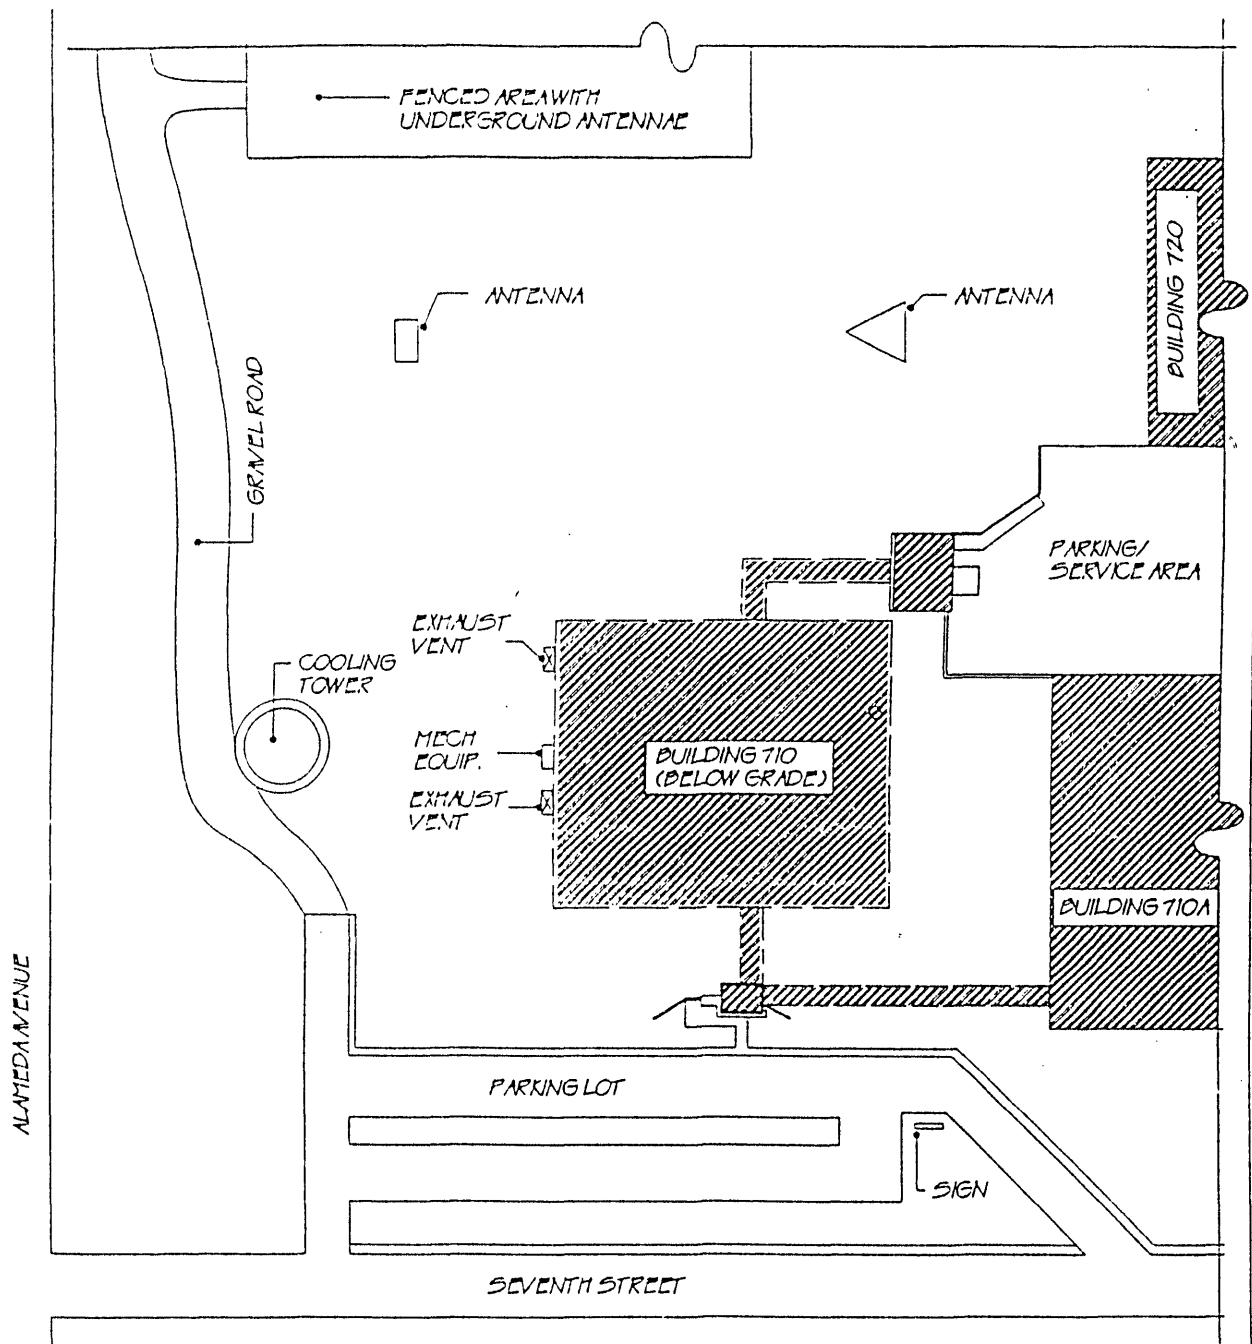 FENCED AREA WITH
UNDERGROUND ANTENNAE
BUILDING 720
ANTENNA
ANTENNA
GRAVEL ROAD
PARKING/
SERVICE AREA
EXHAUST
VENT
COOLING
TOWER
MECH
EQUIP.
BUILDING 710
(BELOW GRADE)
EXHAUST
VENT
BUILDING 710A
ALAMEDA AVENUE
PARKING LOT
SIGN
SEVENTH STREET